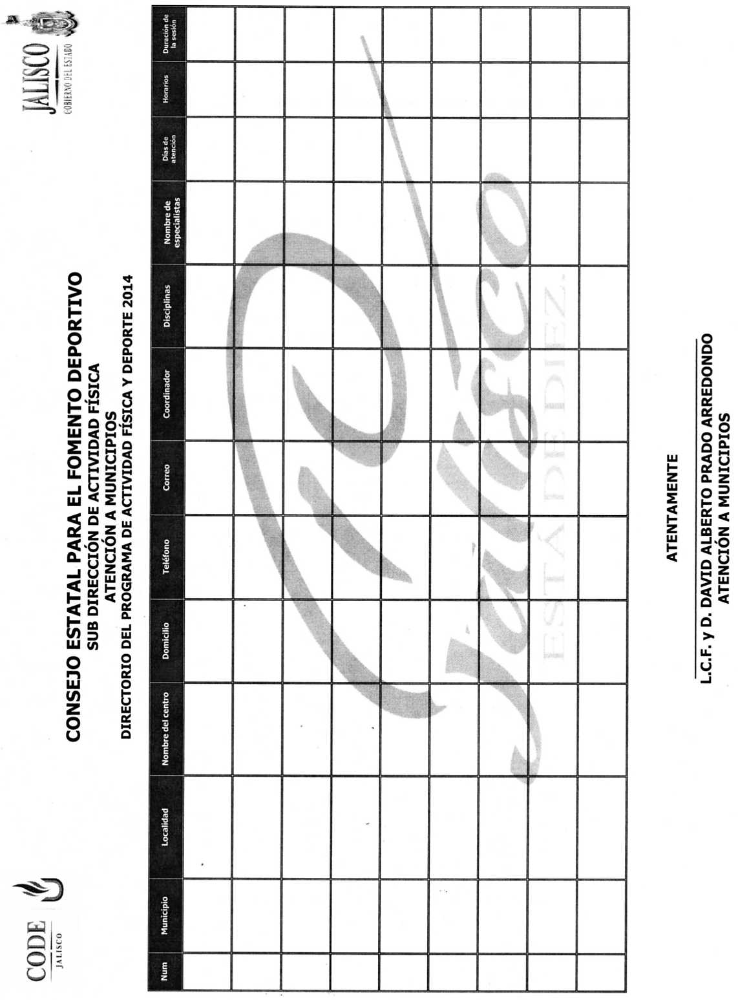 CODE
JALISCO
JALISCO
GOBIERNO DEL ESTADO
CONSEJO ESTATAL PARA EL FOMENTO DEPORTIVO
SUB DIRECCIÓN DE ACTIVIDAD FÍSICA
ATENCIÓN A MUNICIPIOS
DIRECTORIO DEL PROGRAMA DE ACTIVIDAD FÍSICA Y DEPORTE 2014
Num
Municipio
Localidad
Nombre del centro
Domicilio
Teléfono
Correo
Coordinador
Disciplinas
Nombre de
especialistas
Días de
atención
Horarios
Duración de
la sesión
Jalisco
ESTÁ DE DIEZ.
ATENTAMENTE
L.C.F. y D. DAVID ALBERTO PRADO ARREDONDO
ATENCIÓN A MUNICIPIOS